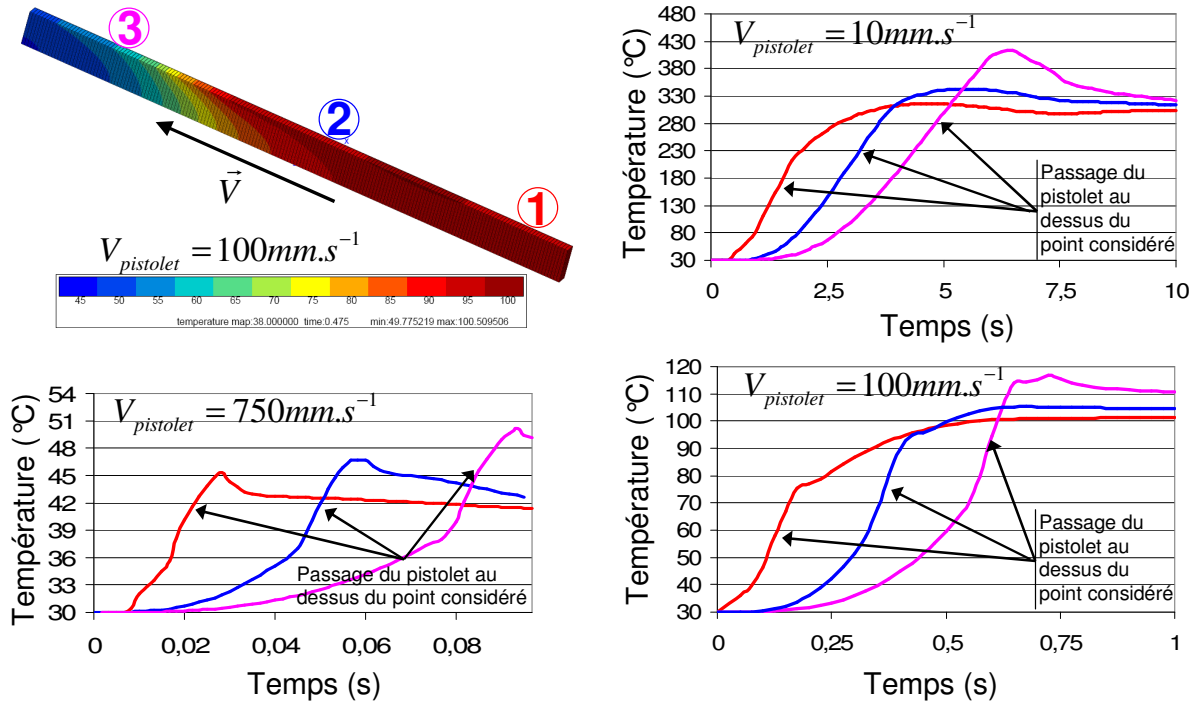 3
2
x
1
V⃗
V pistolet = 100mm.s⁻¹
45 50 55 60 65 70 75 80 85 90 95 100
temperature map:38.000000 time:0.475 min:49.775219 max:100.509506
V pistolet = 10mm.s⁻¹
Température (°C)
480
430
380
330
280
230
180
130
80
30
Passage du
pistolet au
dessus du
point considéré
0 2,5 5 7,5 10
Temps (s)
V pistolet = 750mm.s⁻¹
Température (°C)
54
51
48
45
42
39
36
33
30
Passage du pistolet au
dessus du point considéré
0 0,02 0,04 0,06 0,08
Temps (s)
V pistolet = 100mm.s⁻¹
Température (°C)
120
110
100
90
80
70
60
50
40
30
Passage du
pistolet au
dessus du
point considéré
0 0,25 0,5 0,75 1
Temps (s)